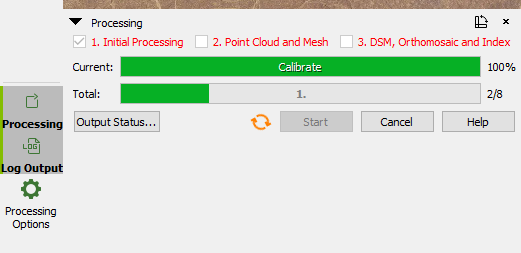 Processing
1. Initial Processing 2. Point Cloud and Mesh 3. DSM, Orthomosaic and Index
Current: Calibrate 100%
Total: 1. 2/8
Output Status... Start Cancel Help
Processing
LOG
Log Output
Processing
Options